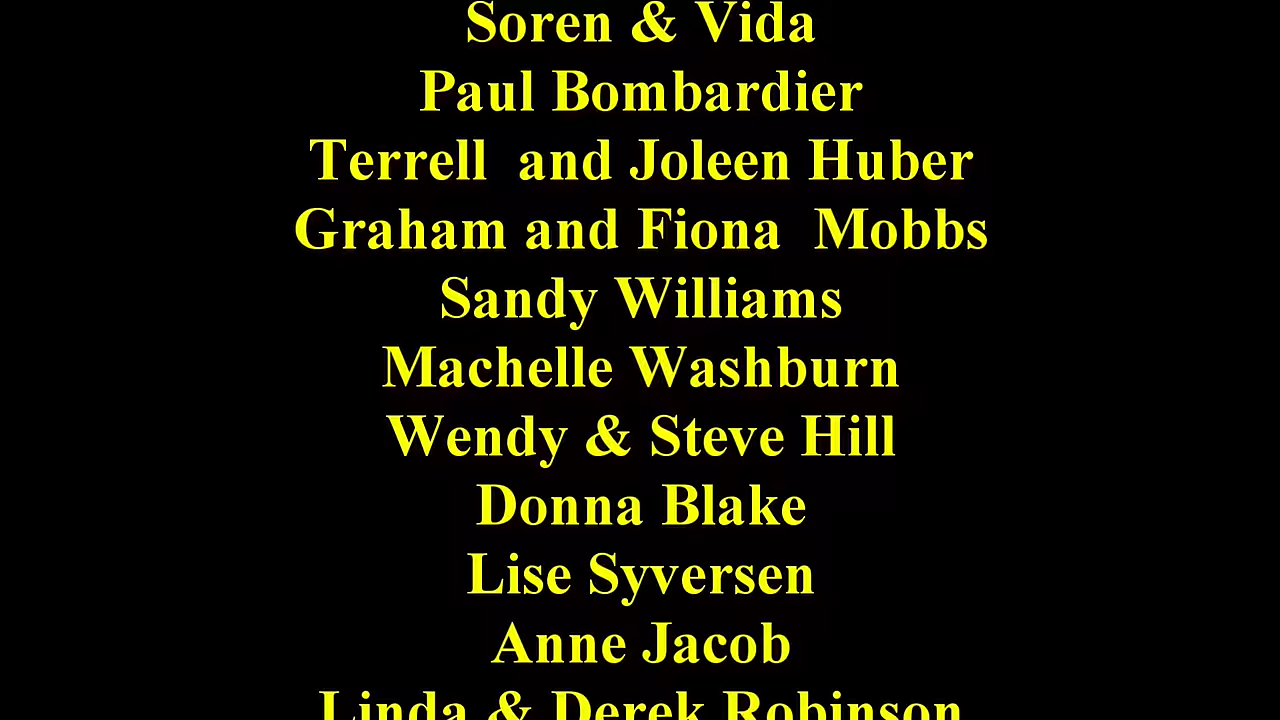 Soren & Vida
Paul Bombardier
Terrell  and Joleen Huber
Graham and Fiona  Mobbs
Sandy Williams
Machelle Washburn
Wendy & Steve Hill
Donna Blake
Lise Syversen
Anne Jacob
Linda & Derek Robinson